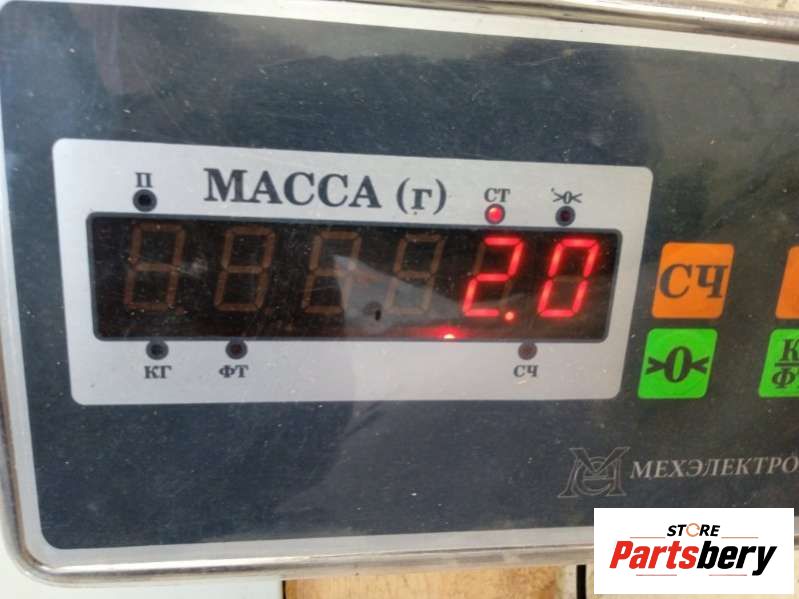 П МАССА (г) СТ >0<
2.0
КГ ФТ СЧ
СЧ
>0<
МЕХЭЛЕКТРО
STORE
Partsbery